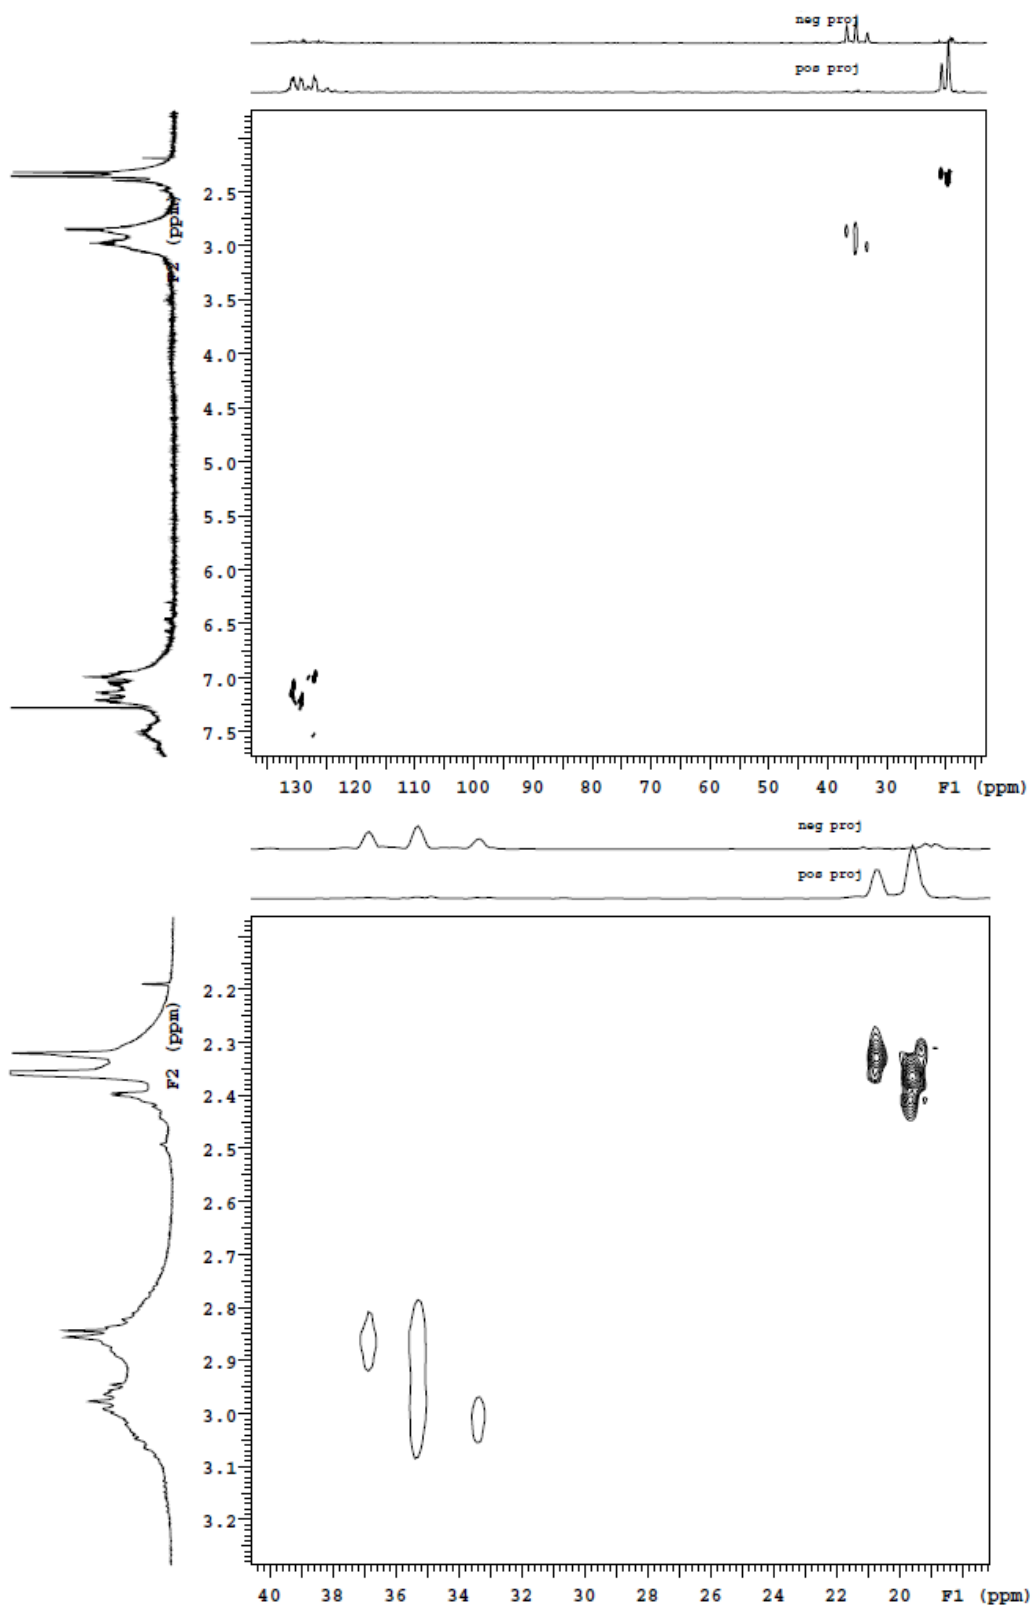 neg proj
pos proj
F2 (ppm)
2.5
3.0
3.5
4.0
4.5
5.0
5.5
6.0
6.5
7.0
7.5
130 120 110 100 90 80 70 60 50 40 30 F1 (ppm)
neg proj
pos proj
F2 (ppm)
2.2
2.3
2.4
2.5
2.6
2.7
2.8
2.9
3.0
3.1
3.2
40 38 36 34 32 30 28 26 24 22 20 F1 (ppm)